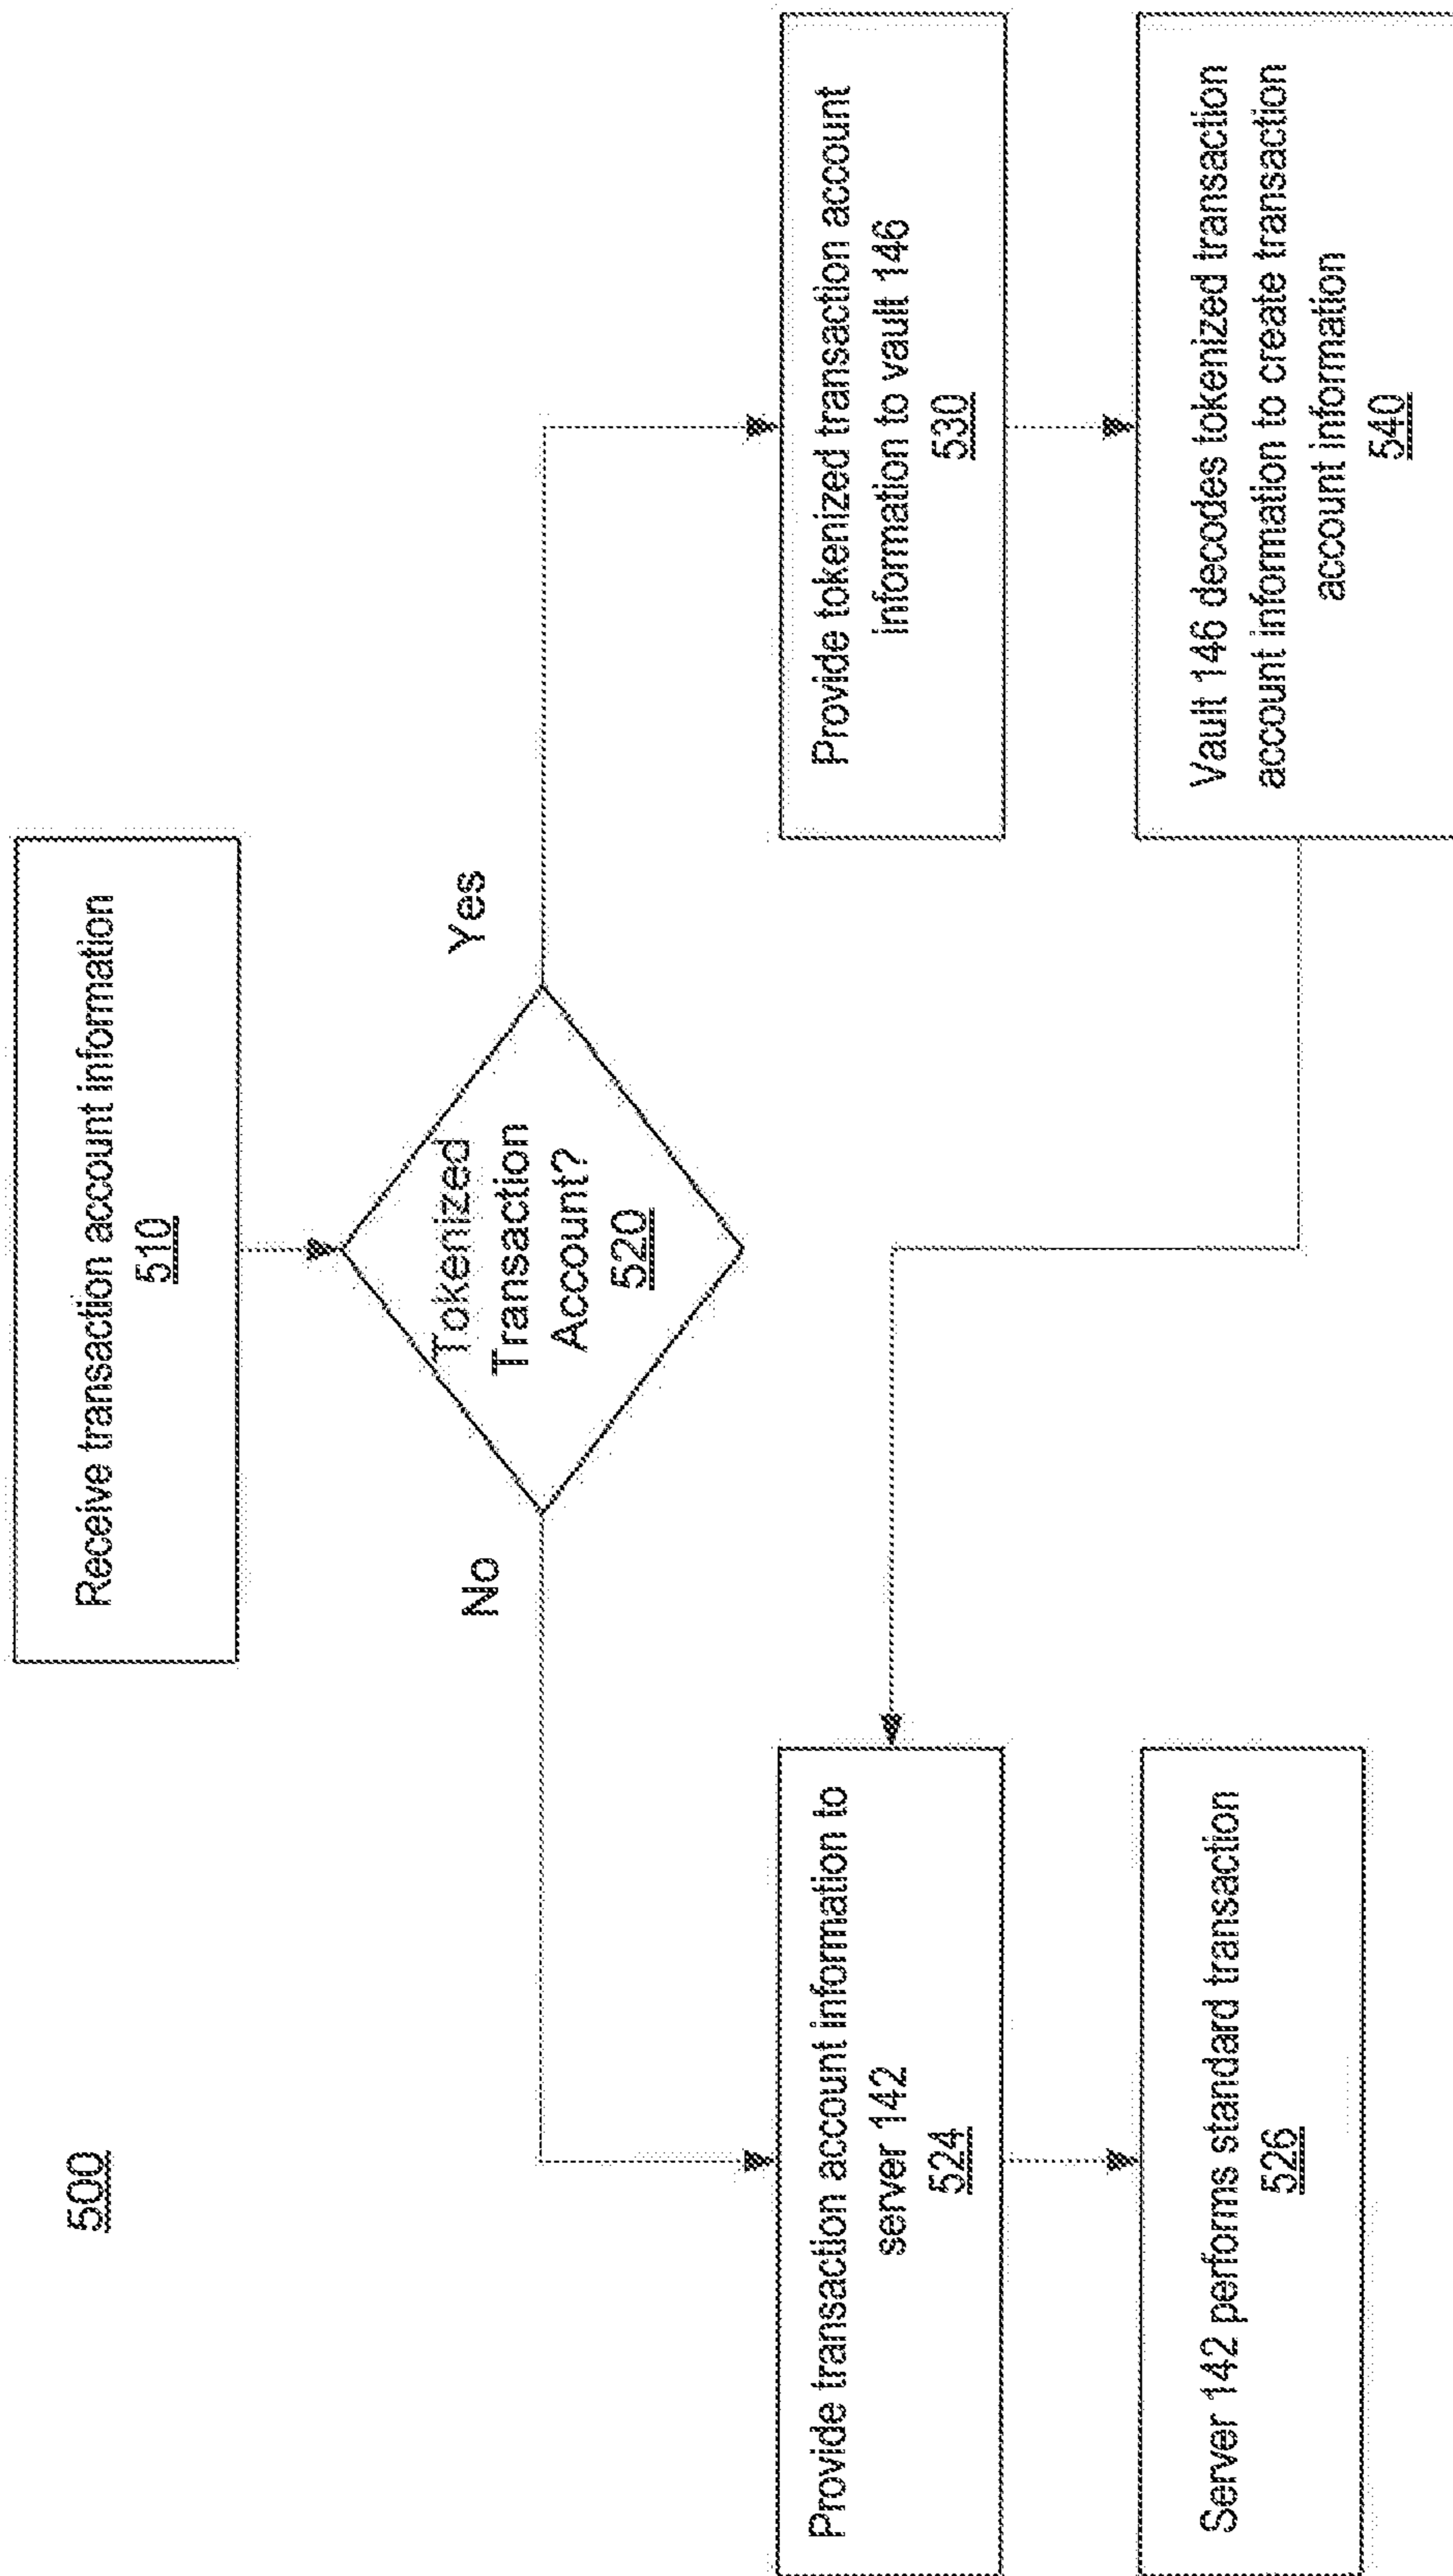 500
Receive transaction account information
510
Tokenized
Transaction
Account?
520
No
Yes
Provide transaction account information to
server 142
524
Server 142 performs standard transaction
526
Provide tokenized transaction account
information to vault 146
530
Vault 146 decodes tokenized transaction
account information to create transaction
account information
540